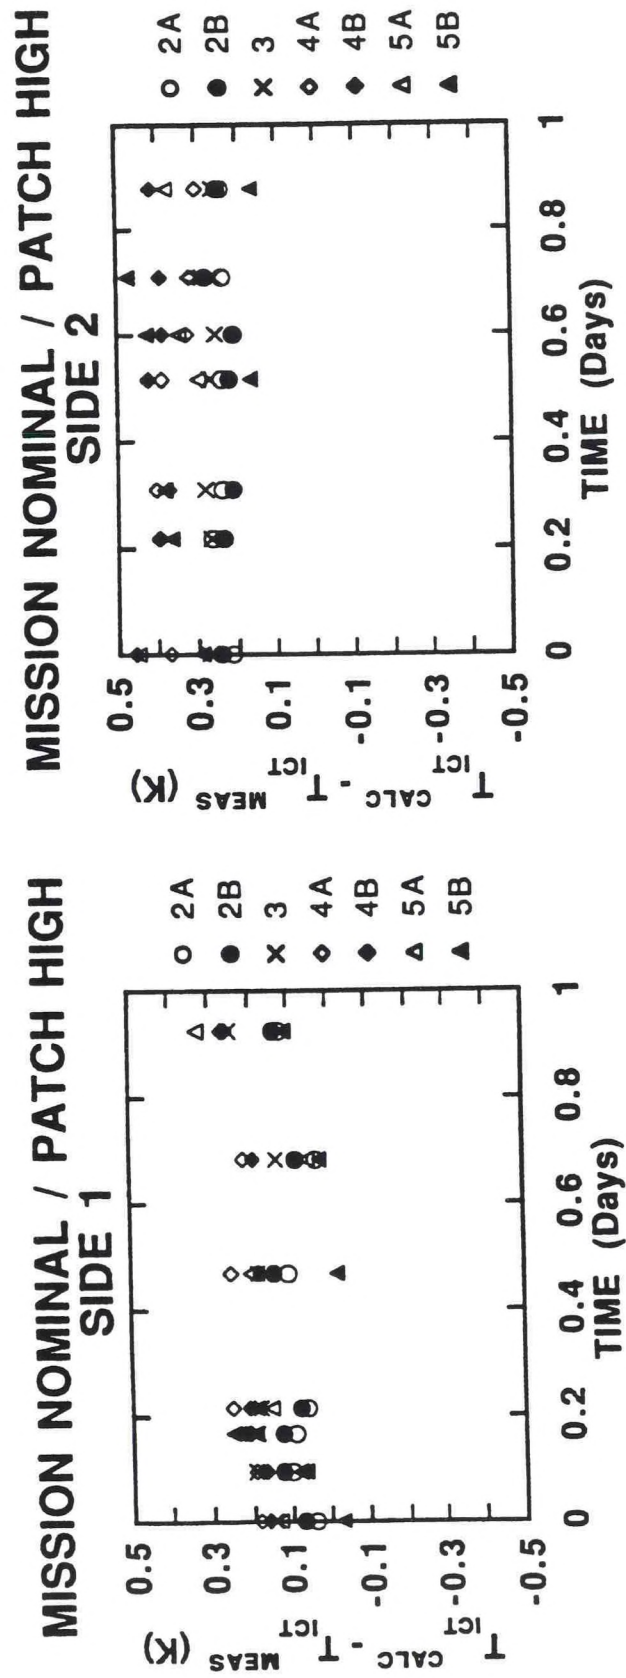 MISSION NOMINAL / PATCH HIGH
SIDE 1
0.5
0.3
0.1
-0.1
-0.3
-0.5
T ICT CALC - T ICT MEAS (K)
0 0.2 0.4 0.6 0.8 1
TIME (Days)
2A
2B
3
4A
4B
5A
5B
MISSION NOMINAL / PATCH HIGH
SIDE 2
0.5
0.3
0.1
-0.1
-0.3
-0.5
T ICT CALC - T ICT MEAS (K)
0 0.2 0.4 0.6 0.8 1
TIME (Days)
2A
2B
3
4A
4B
5A
5B